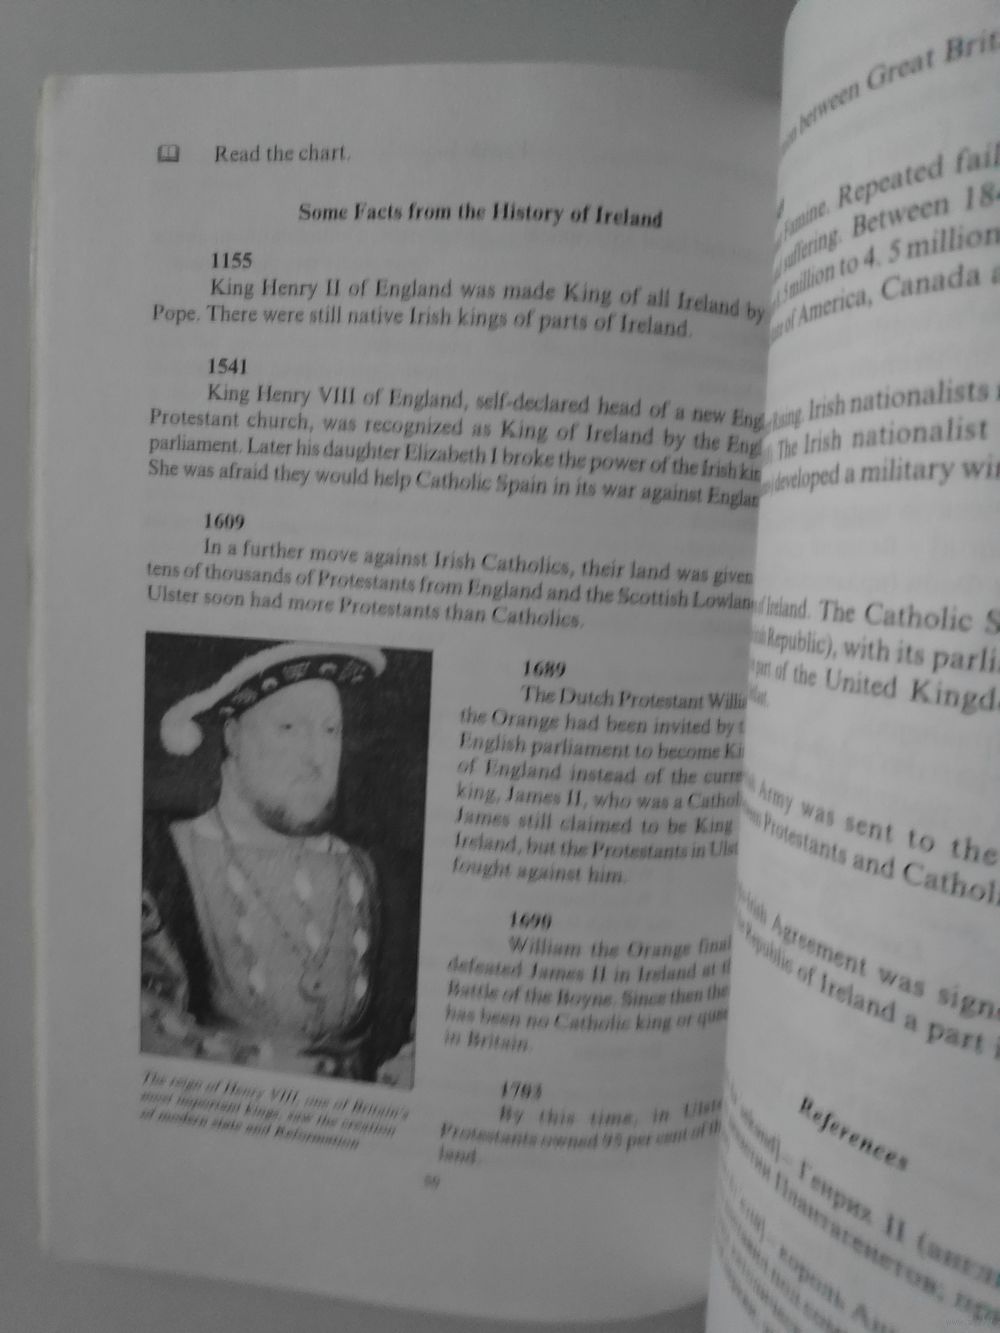 Read the chart.
Some Facts from the History of Ireland
1155
King Henry II of England was made King of all Ireland by
Pope. There were still native Irish kings of parts of Ireland.
1541
King Henry VIII of England, self-declared head of a new Engl
Protestant church, was recognized as King of Ireland by the Engl
parliament. Later his daughter Elizabeth I broke the power of the Irish kin
She was afraid they would help Catholic Spain in its war against Englan
1609
In a further move against Irish Catholics, their land was given
tens of thousands of Protestants from England and the Scottish Lowlan
Ulster soon had more Protestants than Catholics.
1689
The Dutch Protestant Willia
the Orange had been invited by t
English parliament to become Ki
of England instead of the curre
king, James II, who was a Cathol
James still claimed to be King
Ireland, but the Protestants in Ulst
fought against him.
1690
William the Orange final
defeated James II in Ireland at t
Battle of the Boyne. Since then the
has been no Catholic king or que
in Britain.
By this time, in Ulste
Protestants owned 95 per cent of th
land.
The reign of Henry VIII, one of Britain's
most important kings, saw the creation
of modern state and Reformation
between Great Brit
Famine. Repeated fail
suffering. Between 184
million to 4. 5 million
of America, Canada a
Rising. Irish nationalists
The Irish nationalist
developed a military win
of Ireland. The Catholic S
Republic), with its parli
part of the United Kingd
Army was sent to the
Protestants and Catholi
Agreement was signe
Republic of Ireland a part i
References
Генрих II (англ
Плантагенетов, пр
король Ан